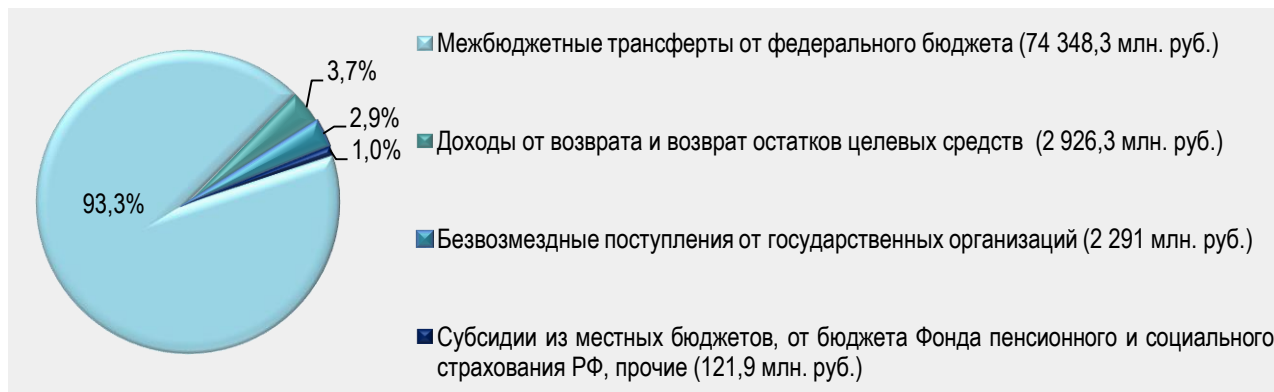 Межбюджетные трансферты от федерального бюджета (74 348,3 млн. руб.)
3,7%
2,9%
Доходы от возврата и возврат остатков целевых средств (2 926,3 млн. руб.)
1,0%
93,3%
Безвозмездные поступления от государственных организаций (2 291 млн. руб.)
Субсидии из местных бюджетов, от бюджета Фонда пенсионного и социального
страхования РФ, прочие (121,9 млн. руб.)